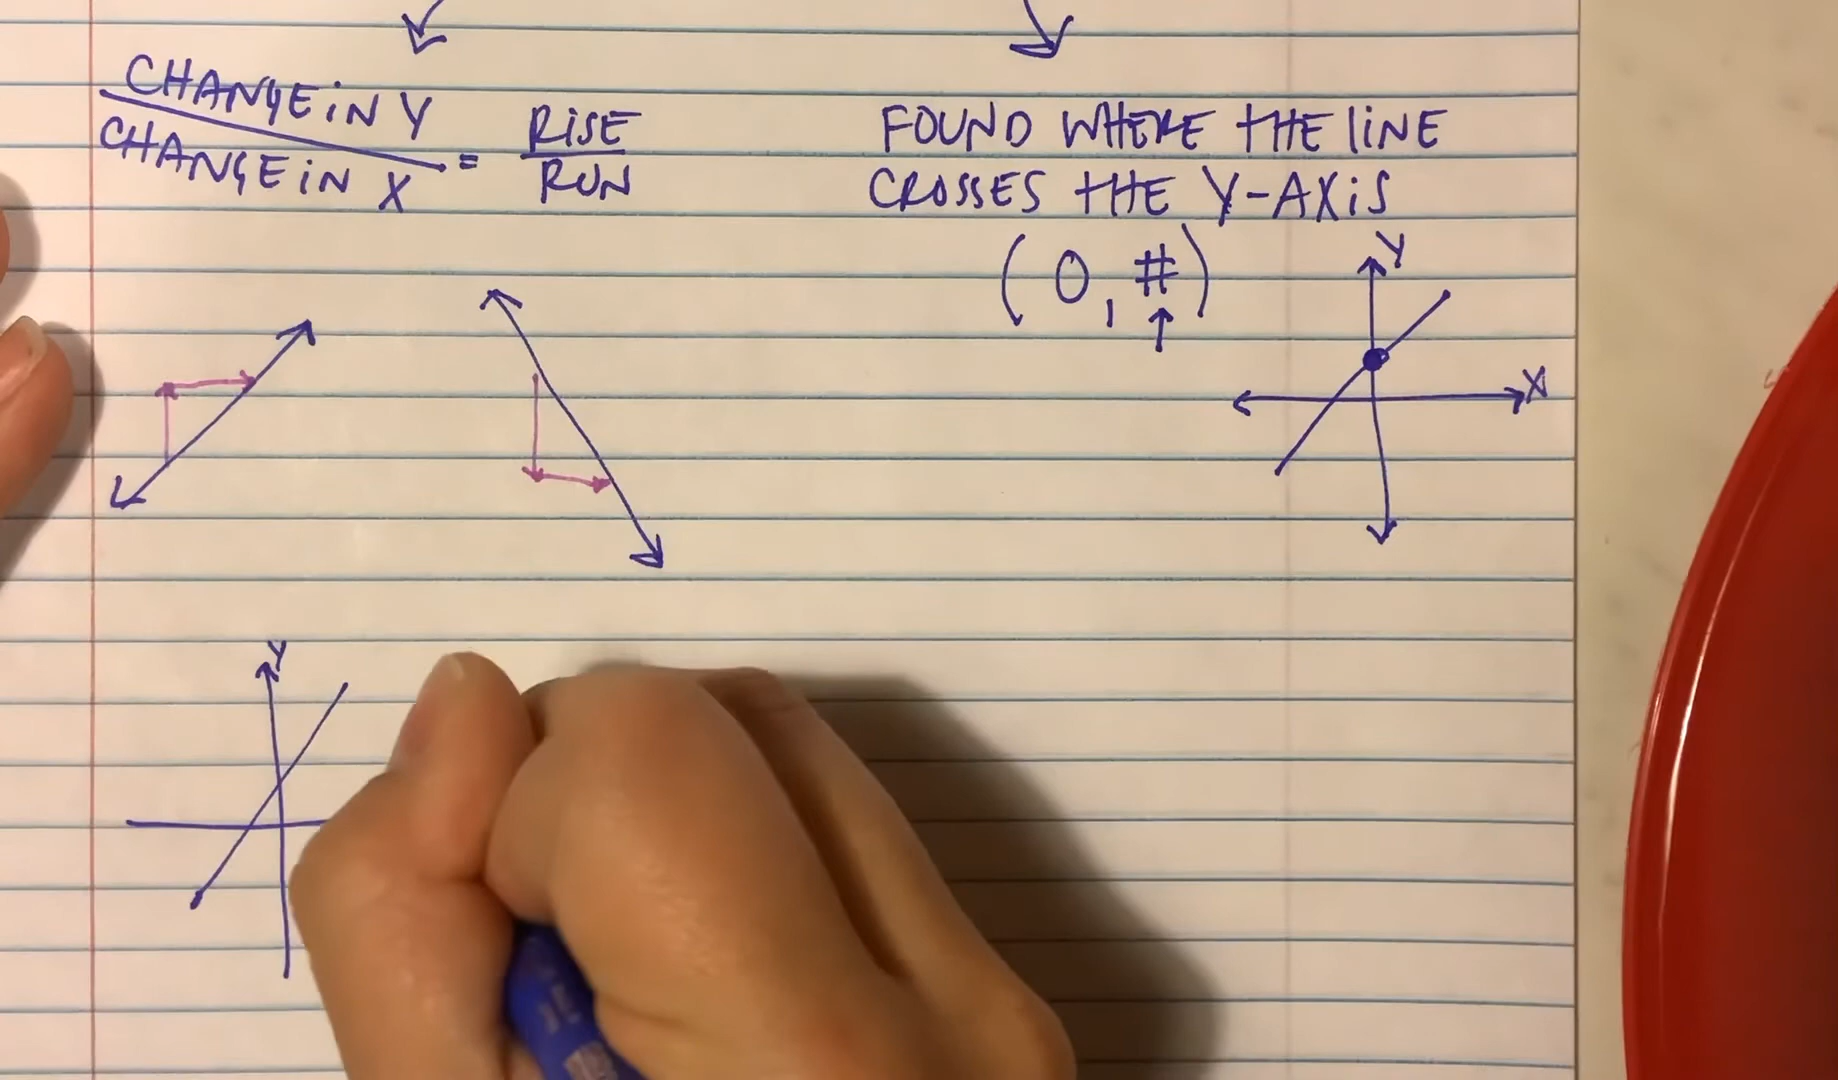 CHANGE iN Y
CHANGE iN X
=
RiSE
RUN
FOUND WHERE tHE liNE
CROSSES tHE Y-AXiS
(0, #)
Y
X
Y